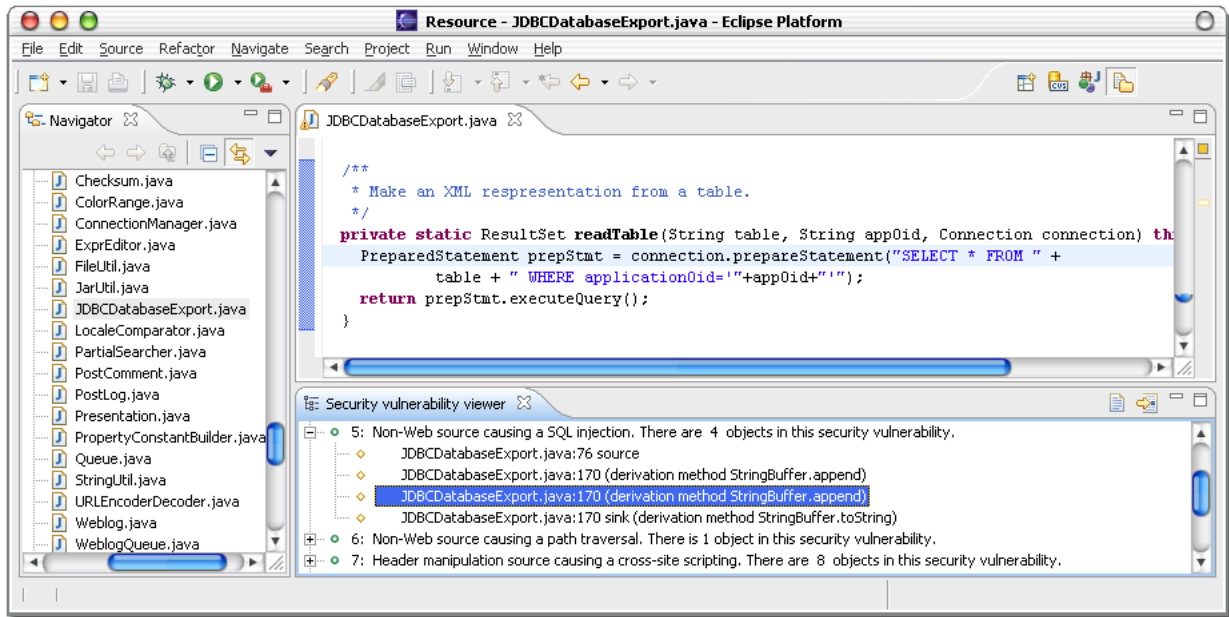 Resource - JDBCDatabaseExport.java - Eclipse Platform
File Edit Source Refactor Navigate Search Project Run Window Help
CVS
Navigator
Checksum.java
ColorRange.java
ConnectionManager.java
ExprEditor.java
FileUtil.java
JarUtil.java
JDBCDatabaseExport.java
LocaleComparator.java
PartialSearcher.java
PostComment.java
PostLog.java
Presentation.java
PropertyConstantBuilder.java
Queue.java
StringUtil.java
URLEncoderDecoder.java
Weblog.java
WeblogQueue.java
JDBCDatabaseExport.java
/**
* Make an XML respresentation from a table.
*/
private static ResultSet readTable(String table, String appOid, Connection connection) th
PreparedStatement prepStmt = connection.prepareStatement("SELECT * FROM " +
table + " WHERE applicationOid='"+appOid+"'");
return prepStmt.executeQuery();
}
Security vulnerability viewer
5: Non-Web source causing a SQL injection. There are 4 objects in this security vulnerability.
JDBCDatabaseExport.java:76 source
JDBCDatabaseExport.java:170 (derivation method StringBuffer.append)
JDBCDatabaseExport.java:170 (derivation method StringBuffer.append)
JDBCDatabaseExport.java:170 sink (derivation method StringBuffer.toString)
6: Non-Web source causing a path traversal. There is 1 object in this security vulnerability.
7: Header manipulation source causing a cross-site scripting. There are 8 objects in this security vulnerability.